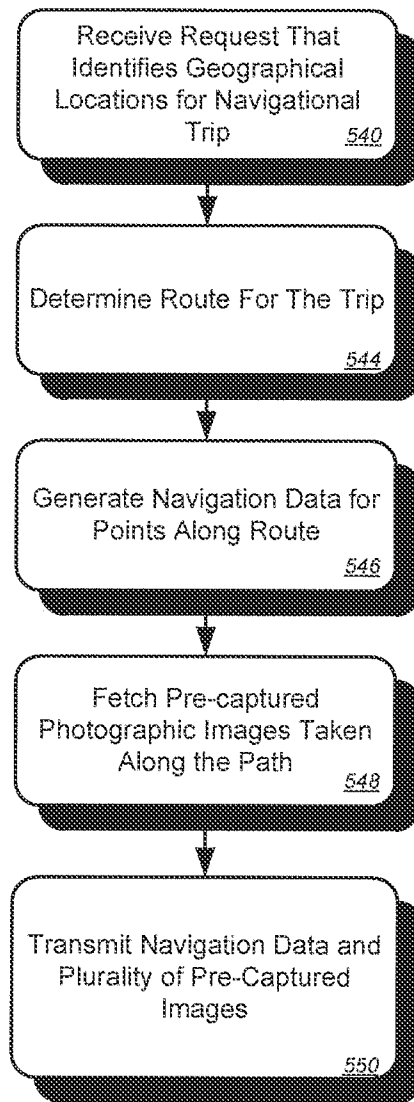 Receive Request That
Identifies Geographical
Locations for Navigational
Trip
540
Determine Route For The Trip
544
Generate Navigation Data for
Points Along Route
546
Fetch Pre-captured
Photographic Images Taken
Along the Path
548
Transmit Navigation Data and
Plurality of Pre-Captured
Images
550